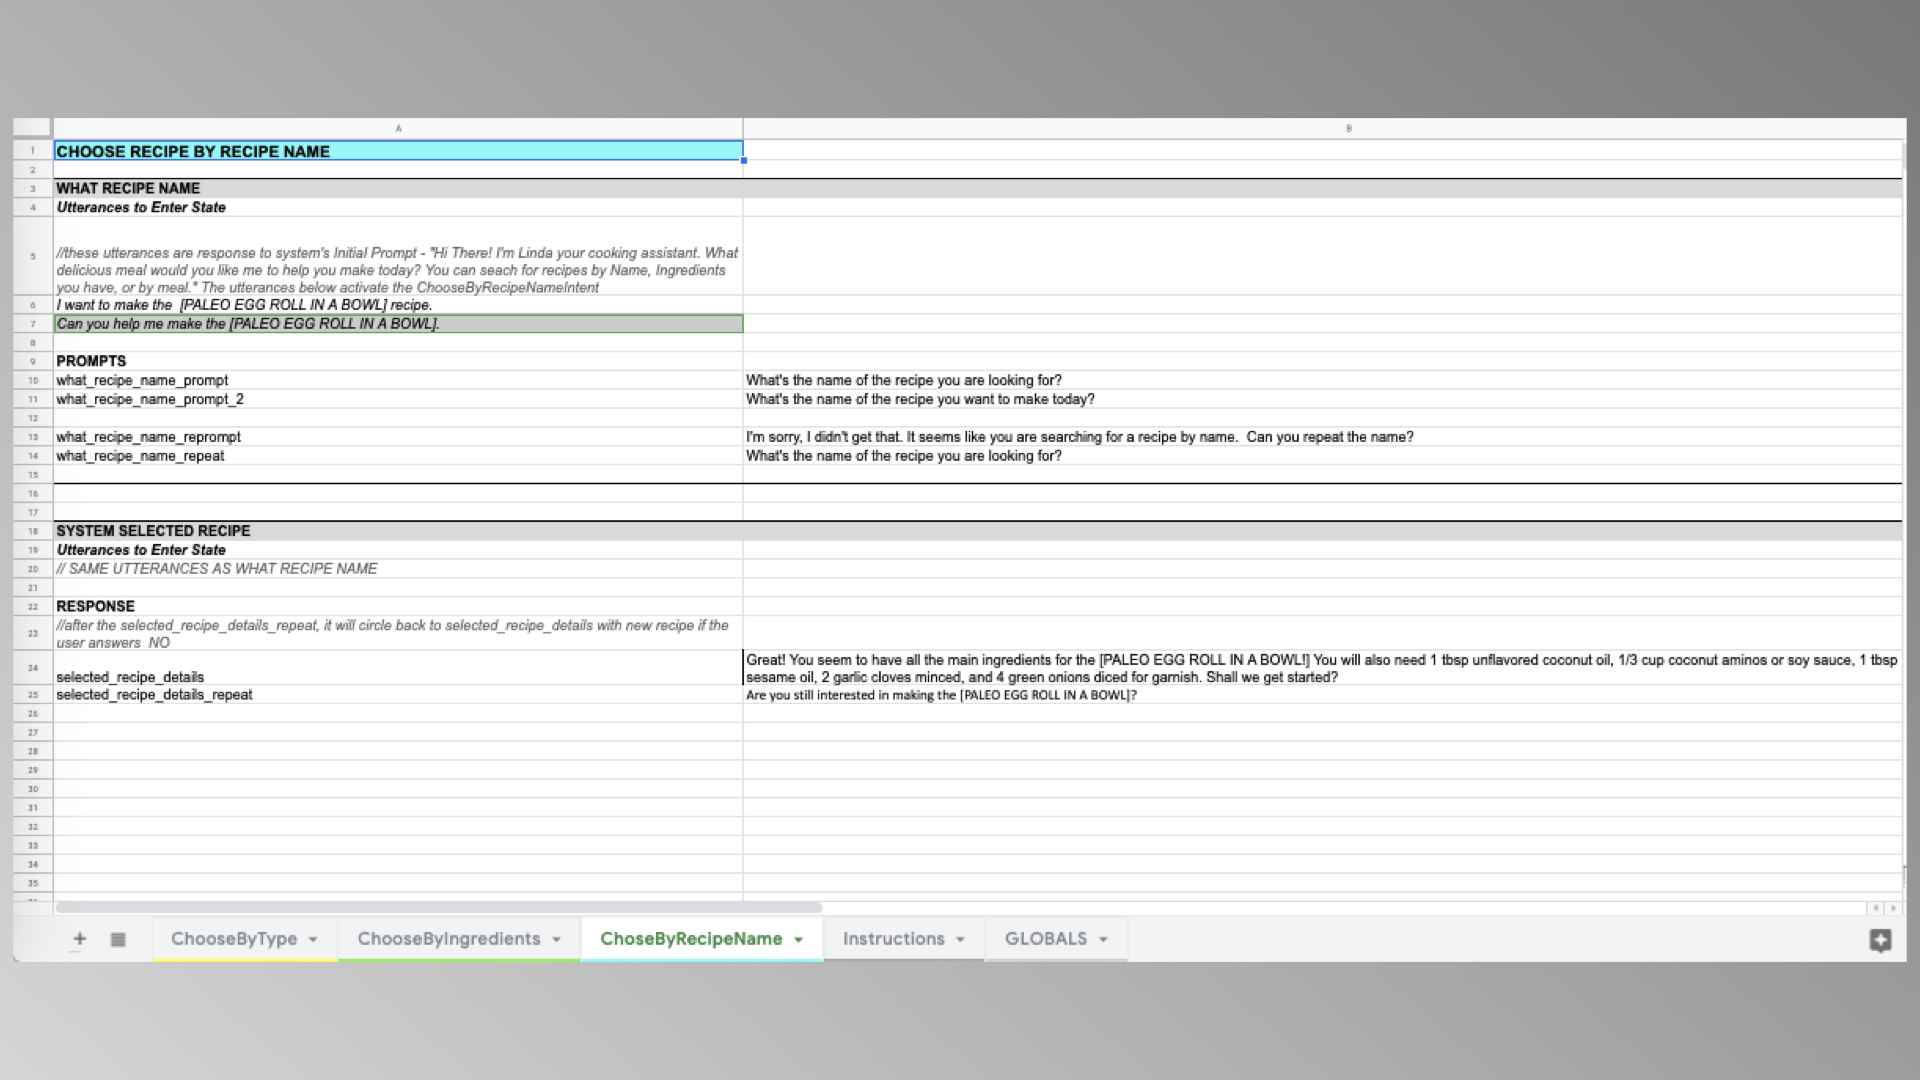 A B
1 CHOOSE RECIPE BY RECIPE NAME
2
3 WHAT RECIPE NAME
4 Utterances to Enter State
5 //these utterances are response to system's Initial Prompt - "Hi There! I'm Linda your cooking assistant. What
delicious meal would you like me to help you make today? You can seach for recipes by Name, Ingredients
you have, or by meal." The utterances below activate the ChooseByRecipeNameIntent
6 I want to make the [PALEO EGG ROLL IN A BOWL] recipe.
7 Can you help me make the [PALEO EGG ROLL IN A BOWL].
8
9 PROMPTS
10 what_recipe_name_prompt What's the name of the recipe you are looking for?
11 what_recipe_name_prompt_2 What's the name of the recipe you want to make today?
12
13 what_recipe_name_reprompt I'm sorry, I didn't get that. It seems like you are searching for a recipe by name. Can you repeat the name?
14 what_recipe_name_repeat What's the name of the recipe you are looking for?
15
16
17
18 SYSTEM SELECTED RECIPE
19 Utterances to Enter State
20 // SAME UTTERANCES AS WHAT RECIPE NAME
21
22 RESPONSE
23 //after the selected_recipe_details_repeat, it will circle back to selected_recipe_details with new recipe if the
user answers NO
24 selected_recipe_details Great! You seem to have all the main ingredients for the [PALEO EGG ROLL IN A BOWL!] You will also need 1 tbsp unflavored coconut oil, 1/3 cup coconut aminos or soy sauce, 1 tbsp
sesame oil, 2 garlic cloves minced, and 4 green onions diced for garnish. Shall we get started?
25 selected_recipe_details_repeat Are you still interested in making the [PALEO EGG ROLL IN A BOWL]?
26
27
28
29
30
31
32
33
34
35
ChooseByType ChooseByIngredients ChoseByRecipeName Instructions GLOBALS